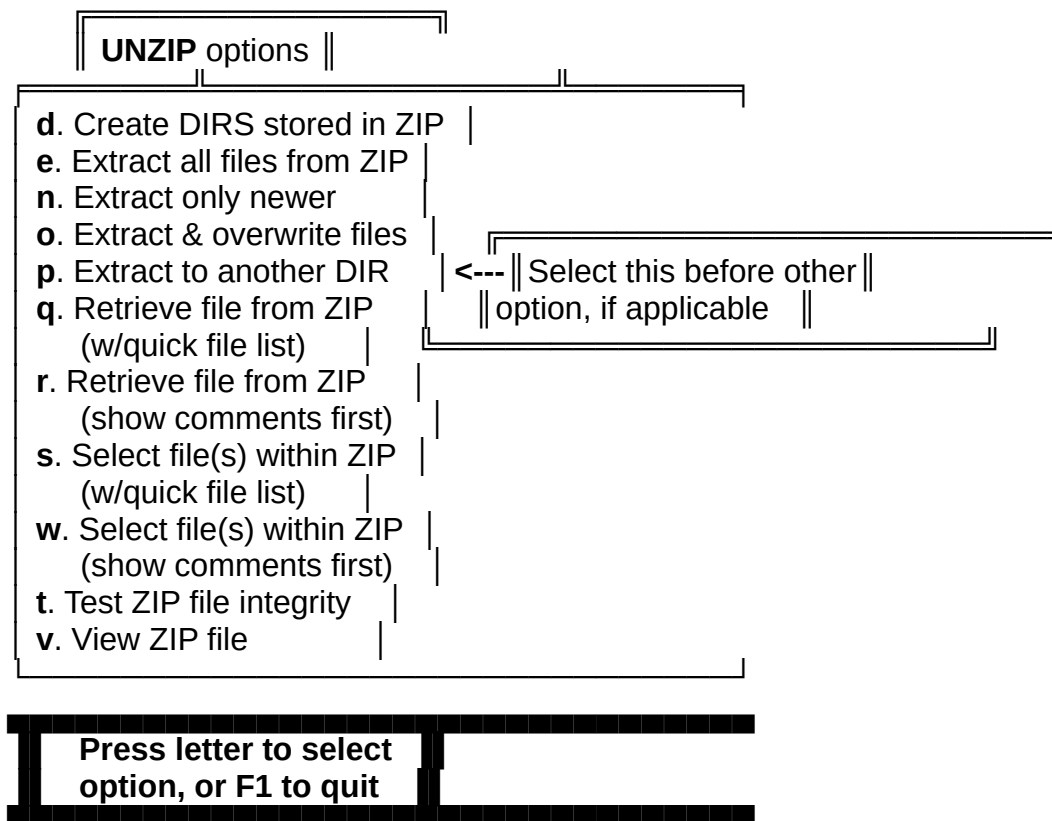 UNZIP options
d. Create DIRS stored in ZIP
e. Extract all files from ZIP
n. Extract only newer
o. Extract & overwrite files
p. Extract to another DIR <--- Select this before other
q. Retrieve file from ZIP option, if applicable
(w/quick file list)
r. Retrieve file from ZIP
(show comments first)
s. Select file(s) within ZIP
(w/quick file list)
w. Select file(s) within ZIP
(show comments first)
t. Test ZIP file integrity
v. View ZIP file
Press letter to select
option, or F1 to quit